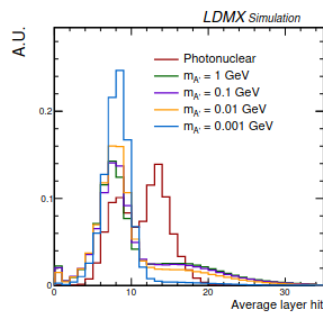 LDMX Simulation
A.U.
Photonuclear
mA' = 1 GeV
mA' = 0.1 GeV
mA' = 0.01 GeV
mA' = 0.001 GeV
0.2
0.1
0
0 10 20 30
Average layer hit